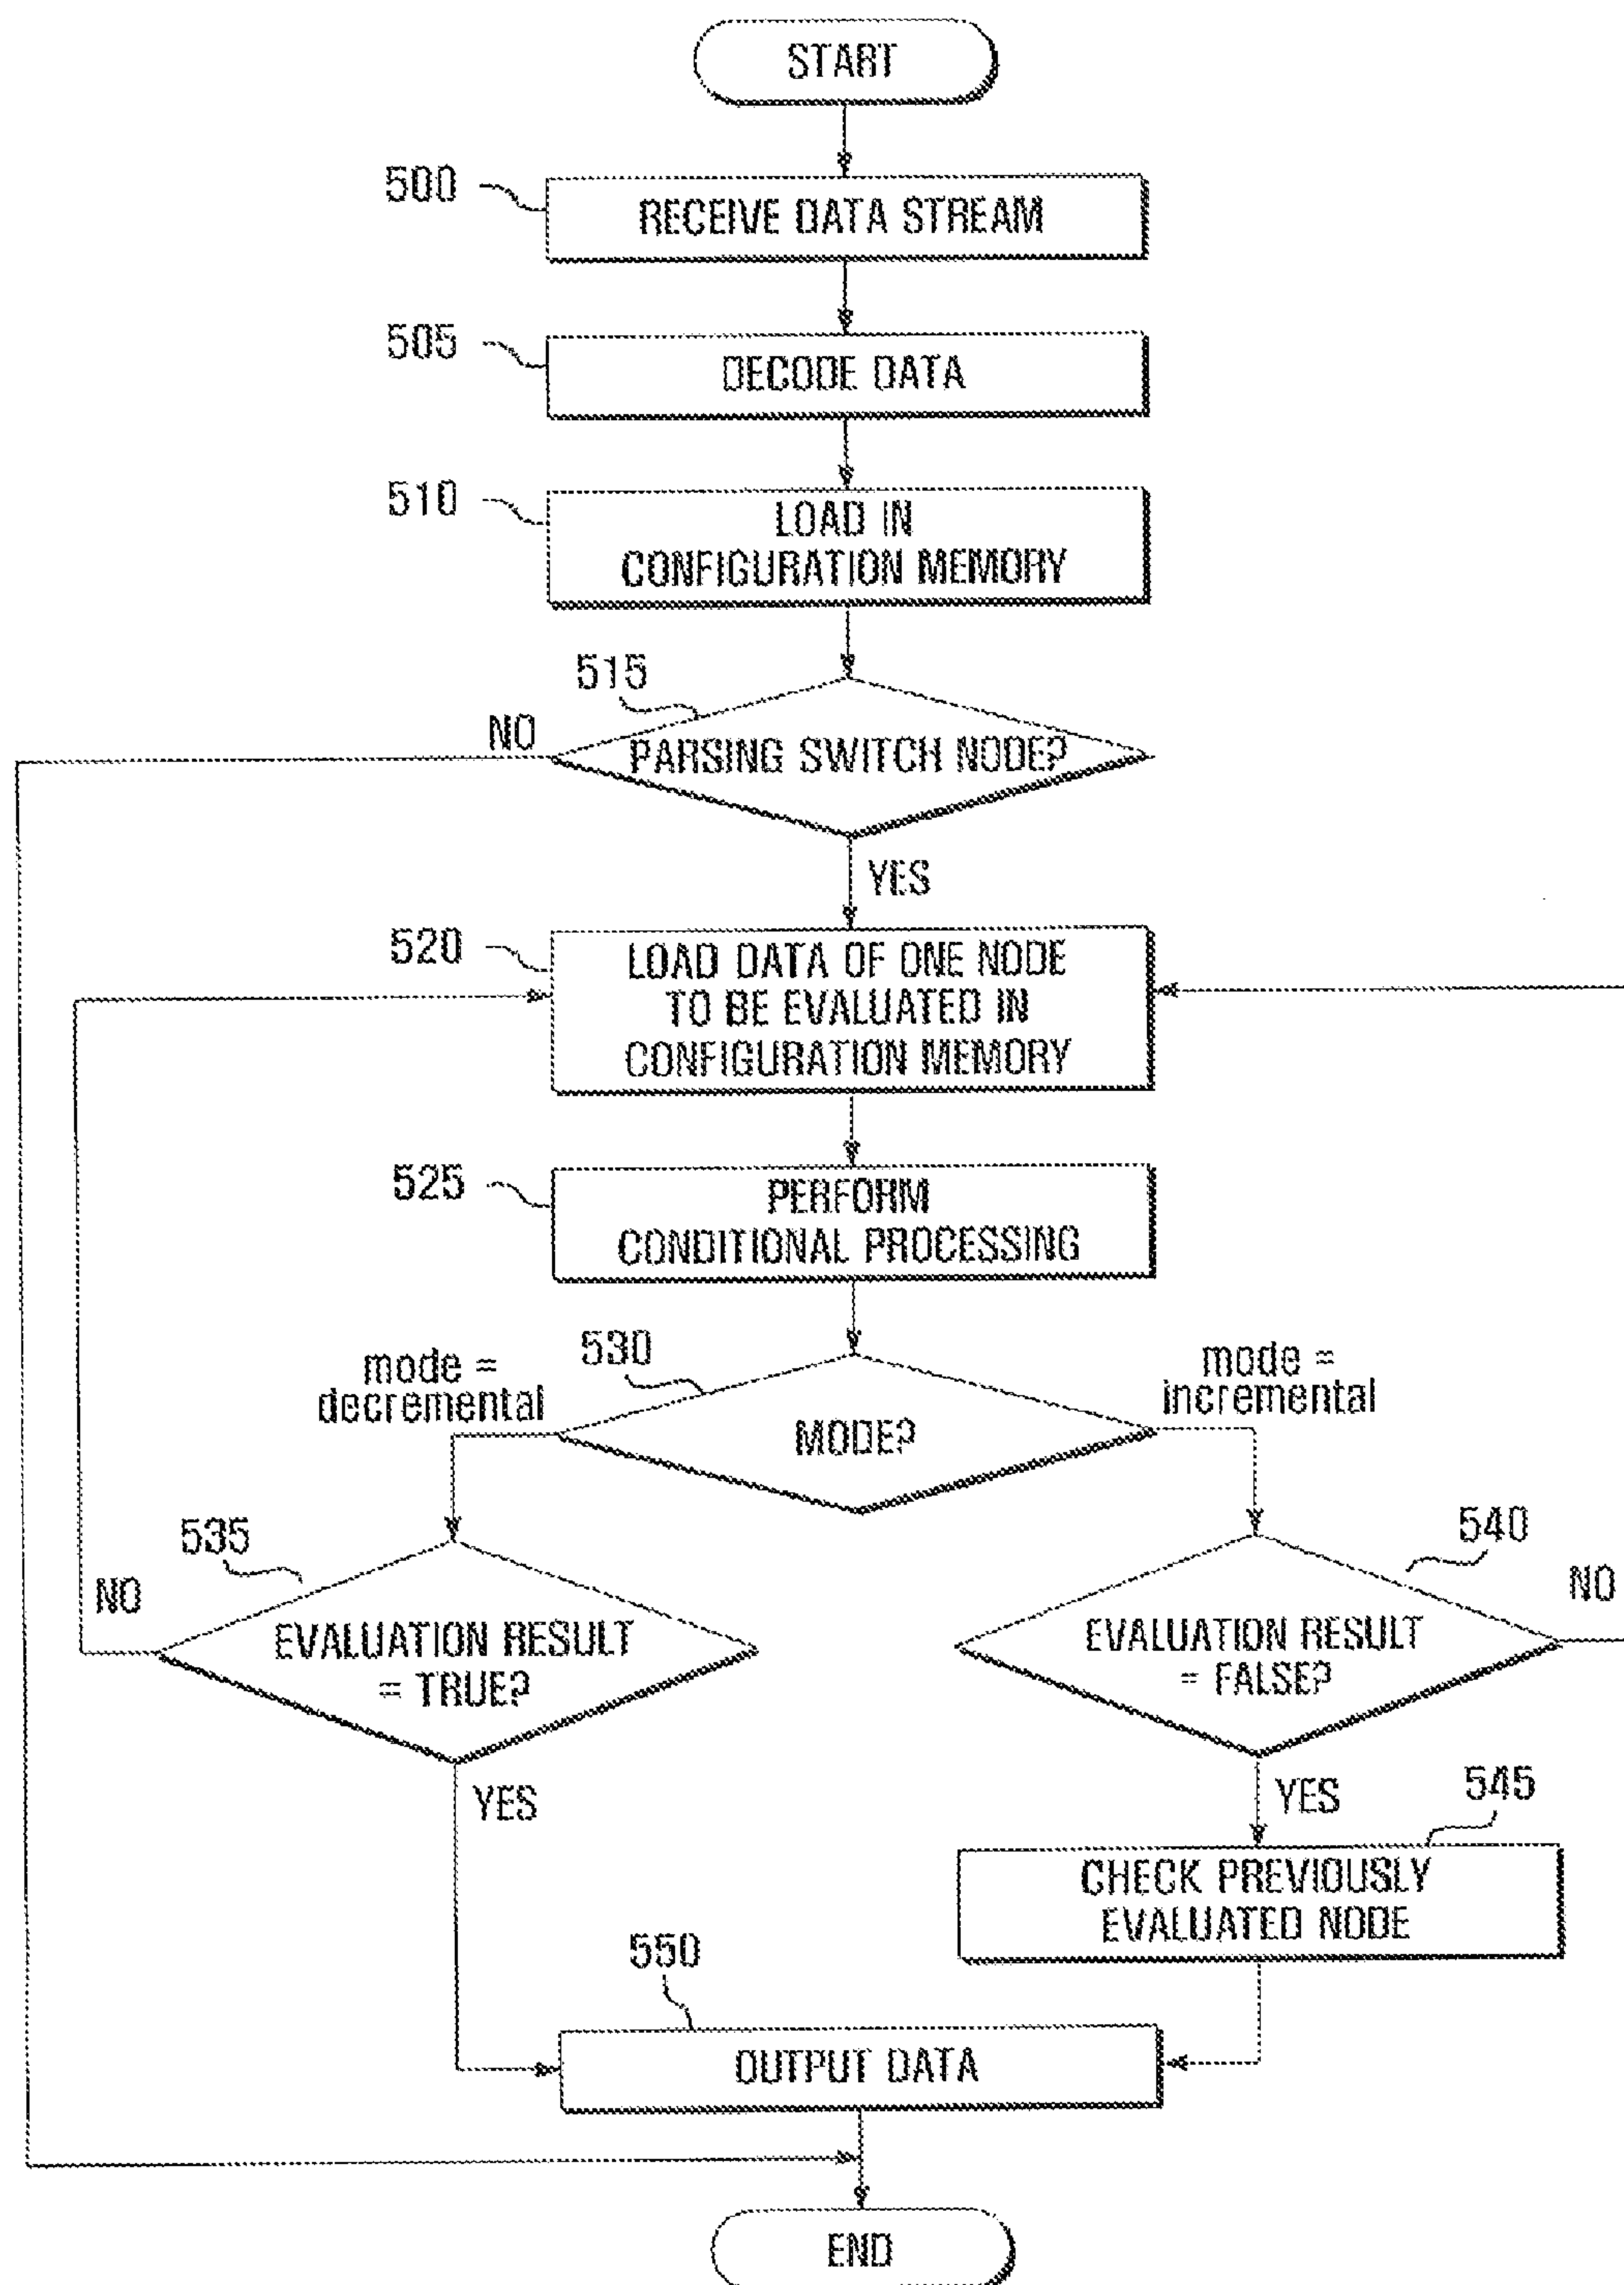 START
500
RECEIVE DATA STREAM
505
DECODE DATA
510
LOAD IN
CONFIGURATION MEMORY
515
NO
PARSING SWITCH NODE?
YES
520
LOAD DATA OF ONE NODE
TO BE EVALUATED IN
CONFIGURATION MEMORY
525
PERFORM
CONDITIONAL PROCESSING
mode =
decremental
530
MODE?
mode =
incremental
535
NO
EVALUATION RESULT
= TRUE?
YES
540
NO
EVALUATION RESULT
= FALSE?
YES
545
CHECK PREVIOUSLY
EVALUATED NODE
550
OUTPUT DATA
END